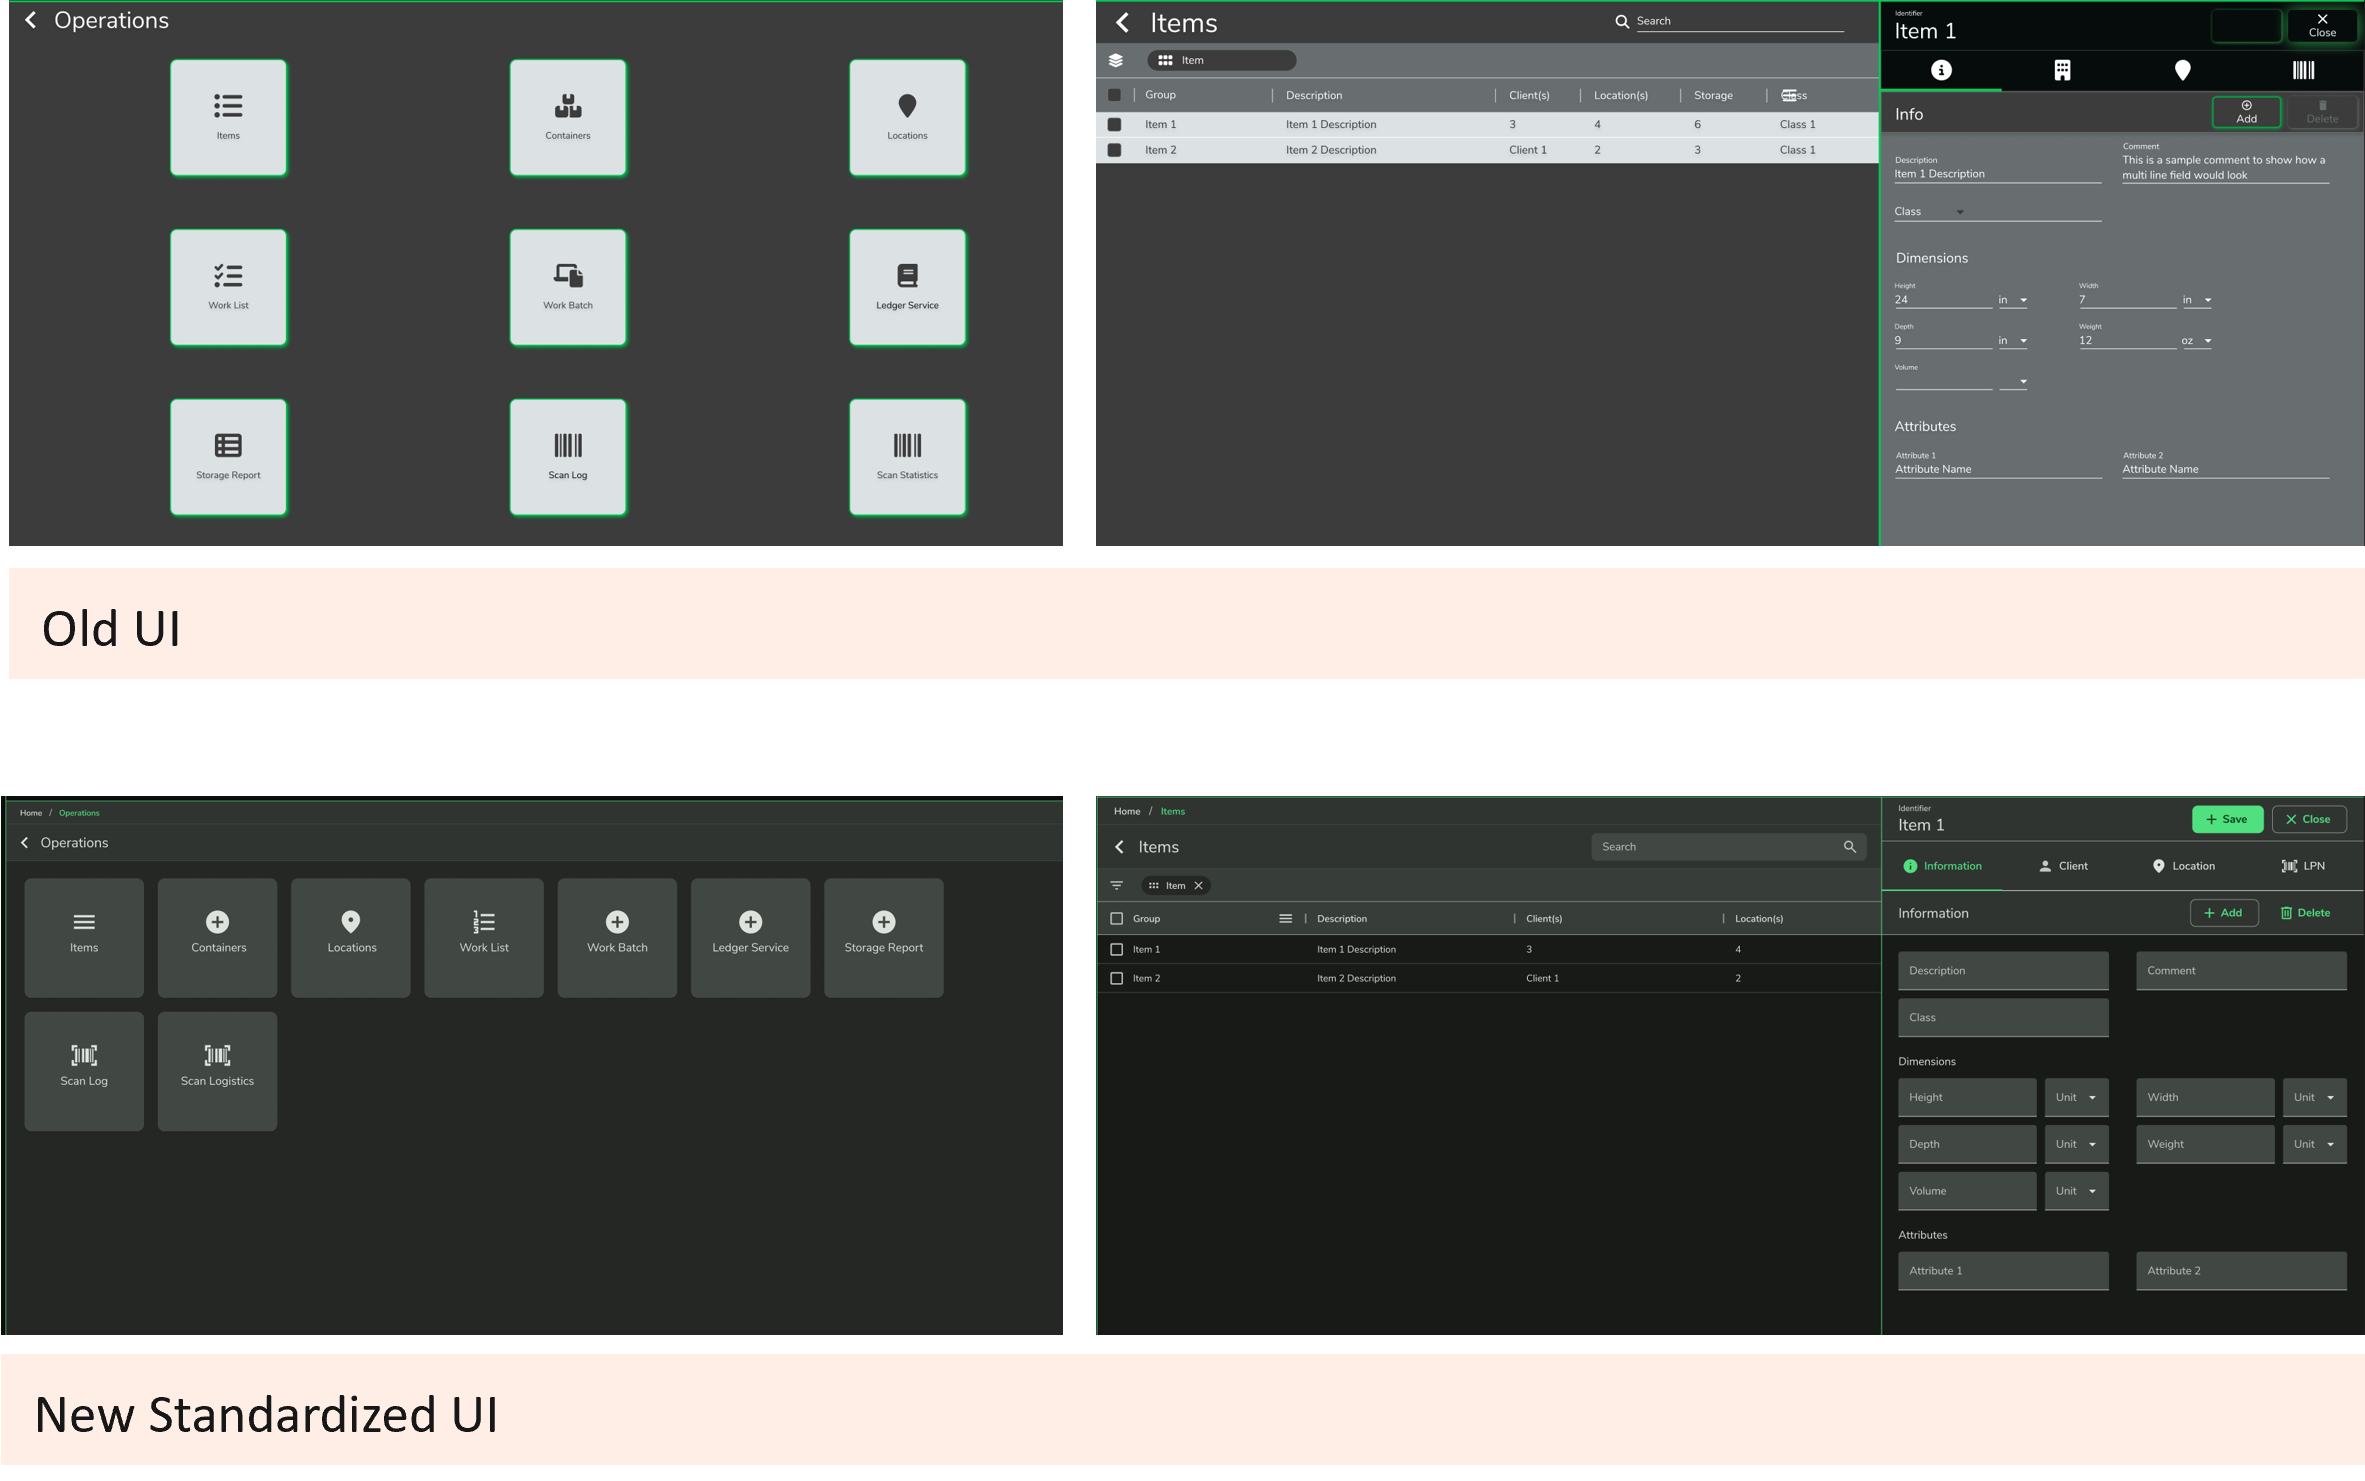 Operations
Items
Containers
Locations
Work List
Work Batch
Ledger Service
Storage Report
Scan Log
Scan Statistics
Items
Search
Item
Group
Description
Client(s)
Location(s)
Storage
Item 1
Item 1 Description
3
4
6
Class 1
Item 2
Item 2 Description
Client 1
2
3
Class 1
Identifier
Item 1
Close
Info
Add
Delete
Description
Item 1 Description
Comment
This is a sample comment to show how a
multi line field would look
Class
Dimensions
Height
24
in
Width
7
in
Depth
9
in
Weight
12
oz
Volume
Attributes
Attribute 1
Attribute Name
Attribute 2
Attribute Name
Old UI
Home / Operations
Operations
Items
Containers
Locations
Work List
Work Batch
Ledger Service
Storage Report
Scan Log
Scan Logistics
Home / Items
Items
Search
Item
Group
Description
Client(s)
Location(s)
Item 1
Item 1 Description
3
4
Item 2
Item 2 Description
Client 1
2
Identifier
Item 1
Save
Close
Information
Client
Location
LPN
Information
Add
Delete
Description
Comment
Class
Dimensions
Height
Unit
Width
Unit
Depth
Unit
Weight
Unit
Volume
Unit
Attributes
Attribute 1
Attribute 2
New Standardized UI